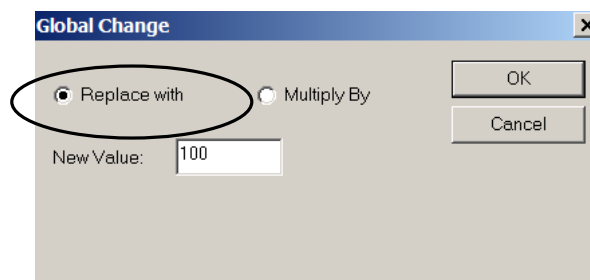 Global Change
Replace with
Multiply By
OK
Cancel
New Value:
100